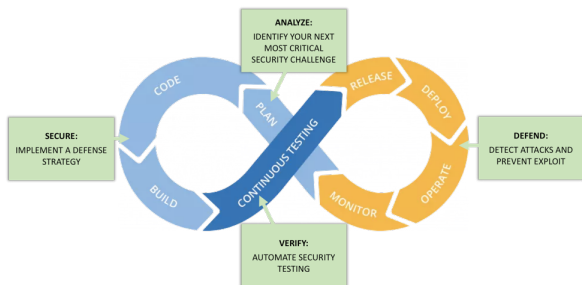 ANALYZE:
IDENTIFY YOUR NEXT
MOST CRITICAL
SECURITY CHALLENGE
CODE
PLAN
RELEASE
DEPLOY
SECURE:
IMPLEMENT A DEFENSE
STRATEGY
CONTINUOUS TESTING
DEFEND:
DETECT ATTACKS AND
PREVENT EXPLOIT
BUILD
MONITOR
OPERATE
VERIFY:
AUTOMATE SECURITY
TESTING